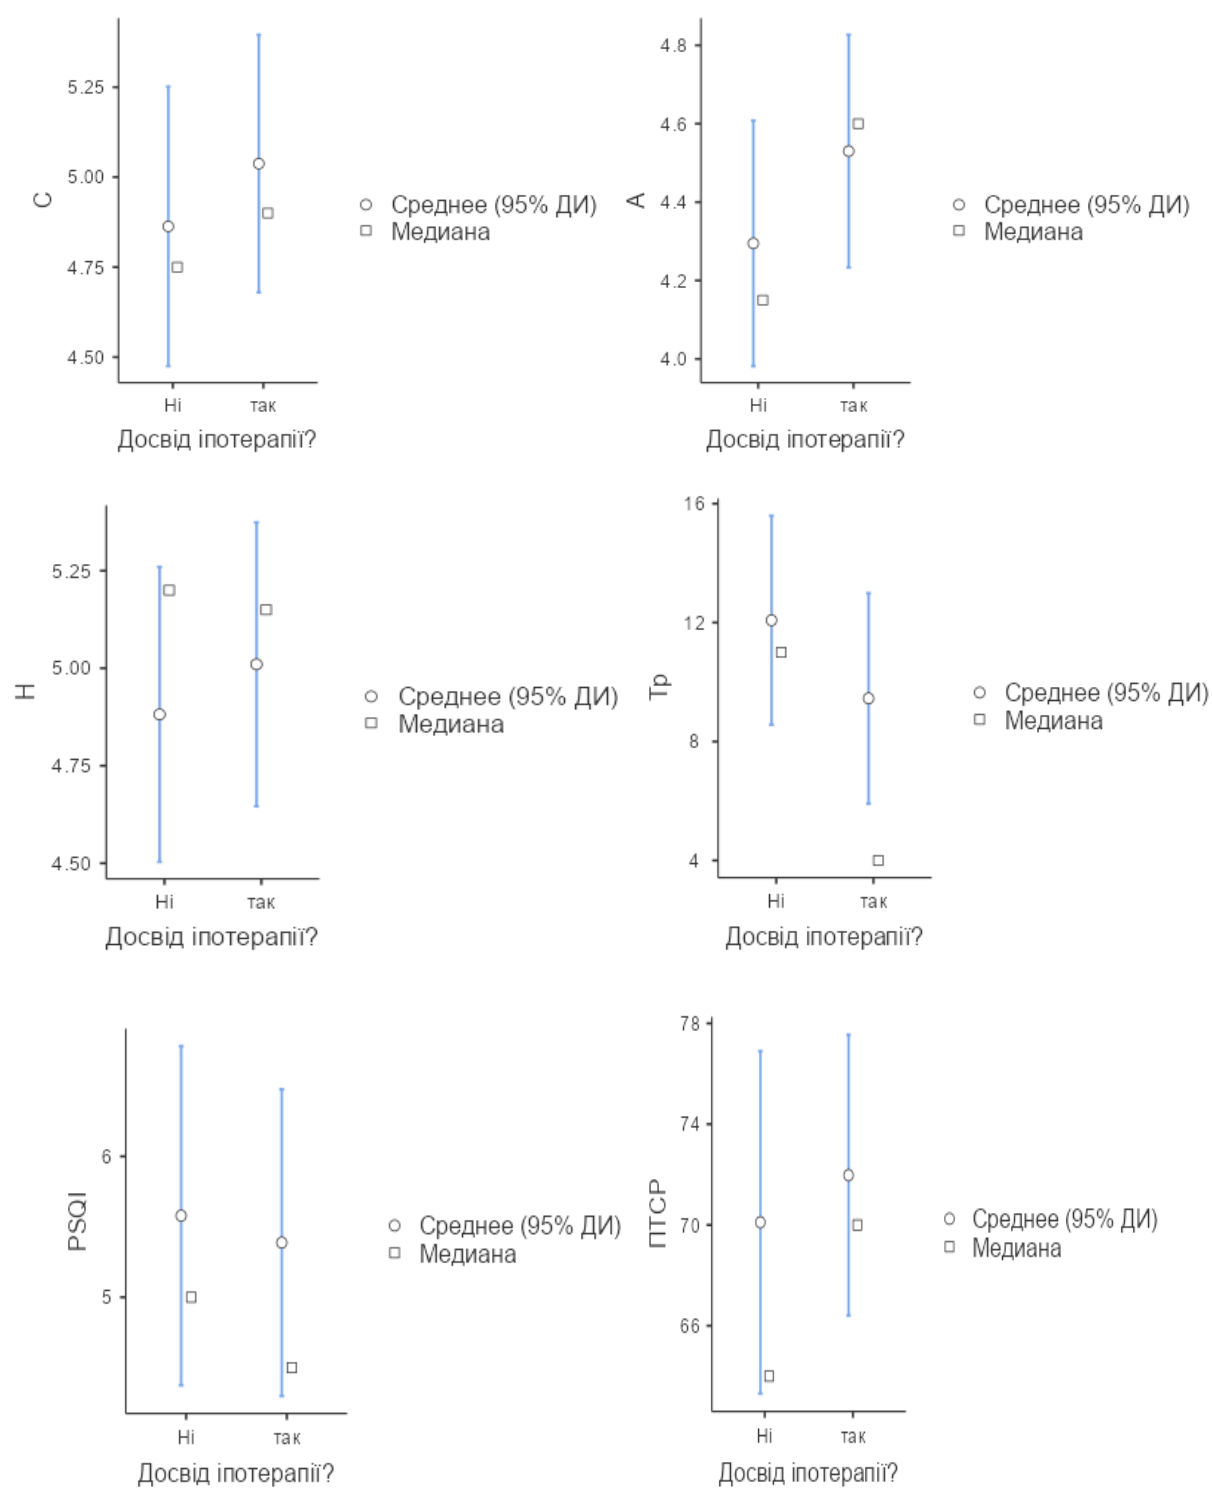 5.25
5.00
4.75
4.50
С
Ні
так
Досвід іпотерапії?
Среднее (95% ДИ)
Медиана
4.8
4.6
4.4
4.2
4.0
А
Ні
так
Досвід іпотерапії?
Среднее (95% ДИ)
Медиана
5.25
5.00
4.75
4.50
Н
Ні
так
Досвід іпотерапії?
Среднее (95% ДИ)
Медиана
16
12
8
4
Тр
Ні
так
Досвід іпотерапії?
Среднее (95% ДИ)
Медиана
6
5
PSQI
Ні
так
Досвід іпотерапії?
Среднее (95% ДИ)
Медиана
78
74
70
66
ПТСР
Ні
так
Досвід іпотерапії?
Среднее (95% ДИ)
Медиана